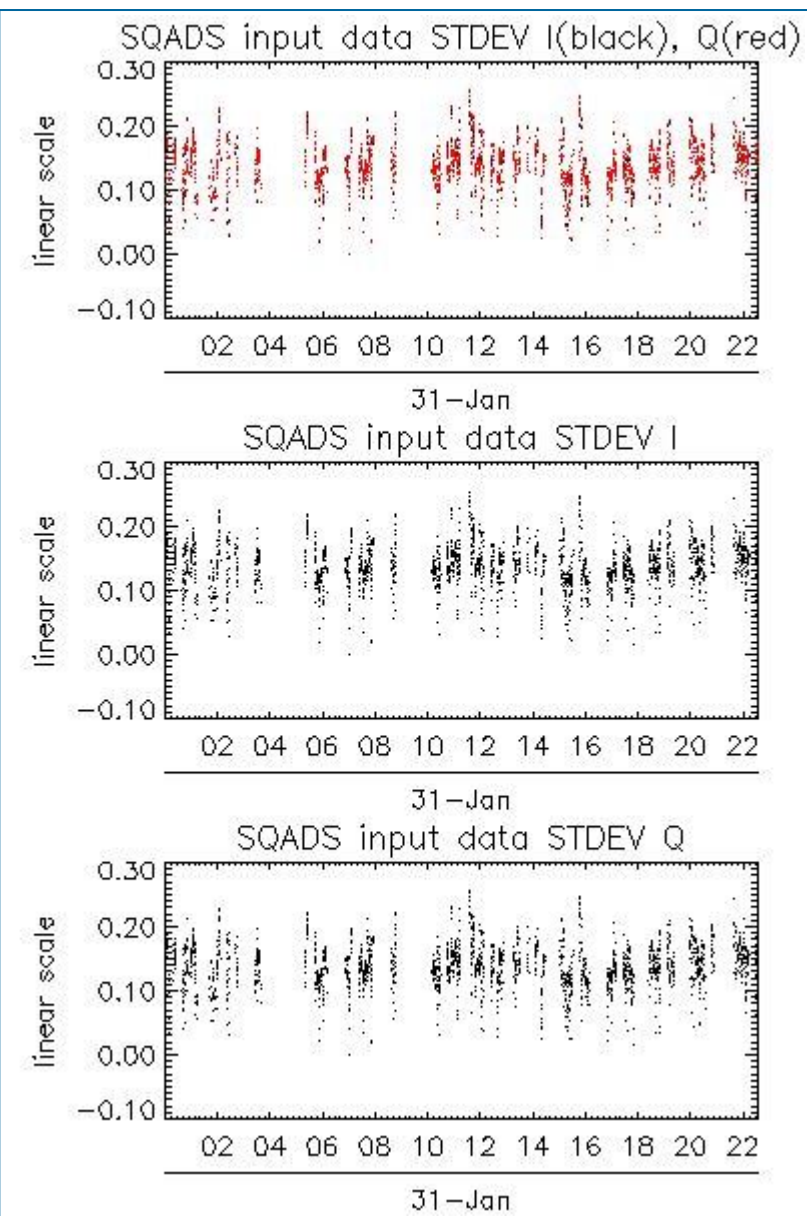 SQADS input data STDEV I(black), Q(red)
0.30
0.20
0.10
0.00
-0.10
linear scale
02 04 06 08 10 12 14 16 18 20 22
31-Jan
SQADS input data STDEV I
0.30
0.20
0.10
0.00
-0.10
linear scale
02 04 06 08 10 12 14 16 18 20 22
31-Jan
SQADS input data STDEV Q
0.30
0.20
0.10
0.00
-0.10
linear scale
02 04 06 08 10 12 14 16 18 20 22
31-Jan